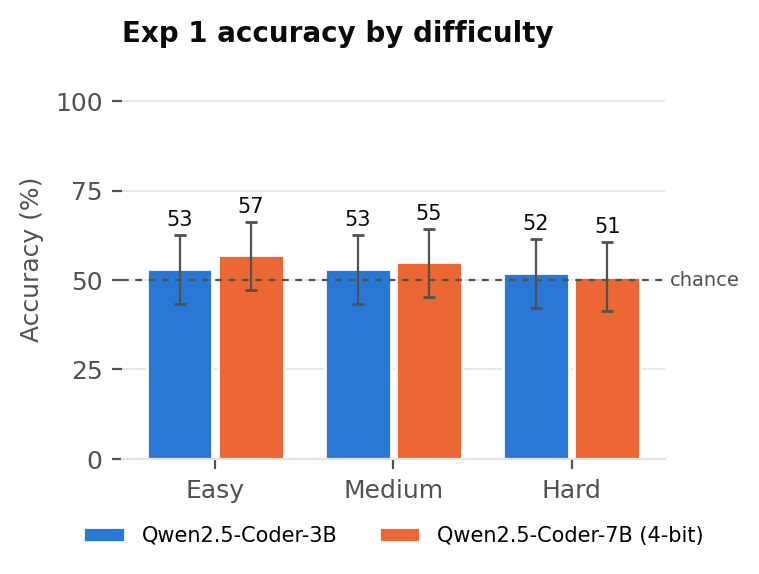 Exp 1 accuracy by difficulty
Accuracy (%)
100
75
50
25
0
53
57
53
55
52
51
chance
Easy
Medium
Hard
Qwen2.5-Coder-3B
Qwen2.5-Coder-7B (4-bit)